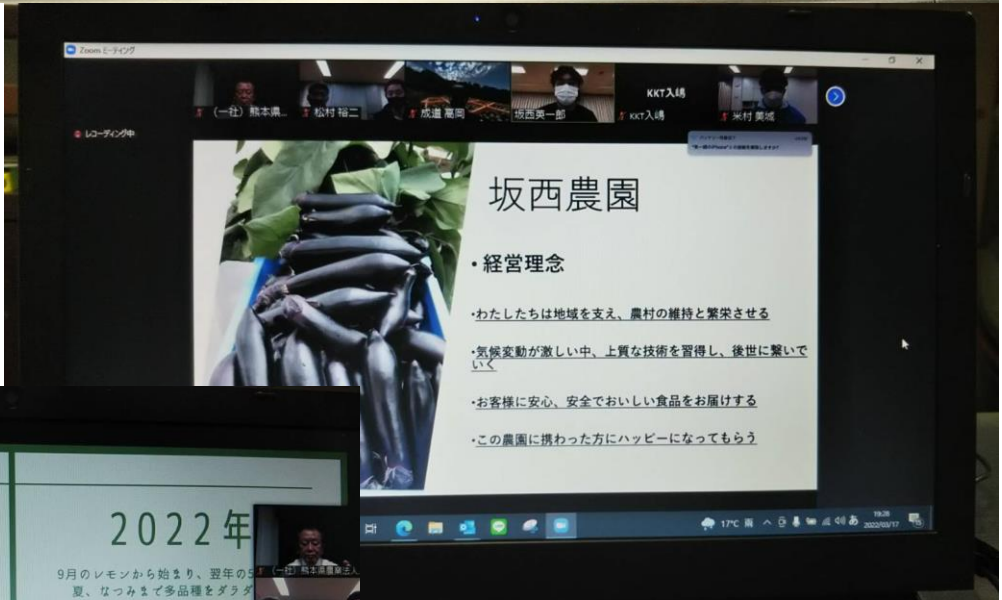 Zoom ミーティング
(一社) 熊本県...
松村 裕二
成道 高岡
坂西英一郎
KKT入嶋
KKT入嶋
米村 美城
レコーディング中
坂西農園
・経営理念
・わたしたちは地域を支え、農村の維持と繁栄させる
・気候変動が激しい中、上質な技術を習得し、後世に繋いで
いく
・お客様に安心、安全でおいしい食品をお届けする
・この農園に携わった方にハッピーになってもらう
17°C 雨
あ
19:28
2022/03/17
2022年
9月のレモンから始まり、翌年の5
夏、なつみまで多品種をダラダ
(一社) 熊本県農業法人